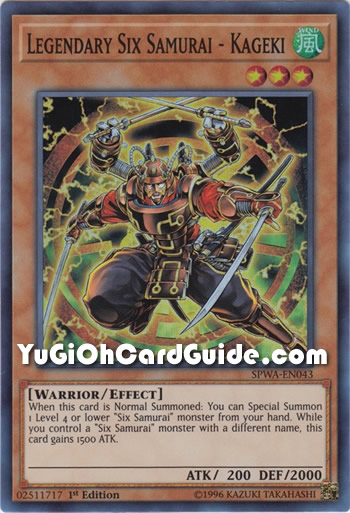 Legendary Six Samurai - Kageki
WIND
風
YuGiOhCardGuide.com
SPWA-EN043
[Warrior/Effect]
When this card is Normal Summoned: You can Special Summon
1 Level 4 or lower "Six Samurai" monster from your hand. While
you control a "Six Samurai" monster with a different name, this
card gains 1500 ATK.
ATK/ 200 DEF/2000
02511717 1st Edition ©1996 KAZUKI TAKAHASHI